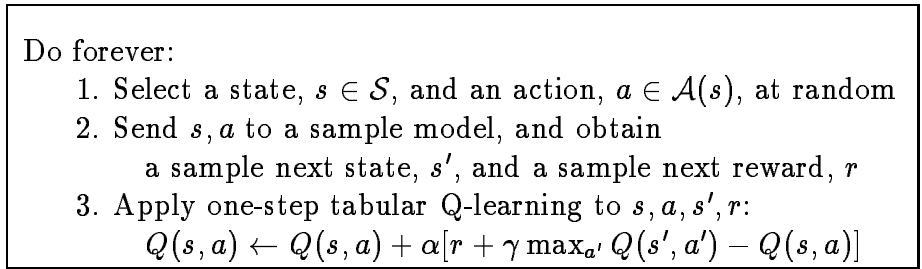 Do forever:
1. Select a state, s ∈ 𝒮, and an action, a ∈ 𝒜(s), at random
2. Send s, a to a sample model, and obtain
a sample next state, s′, and a sample next reward, r
3. Apply one-step tabular Q-learning to s, a, s′, r:
Q(s, a) ← Q(s, a) + α[r + γ maxₐ′ Q(s′, a′) − Q(s, a)]